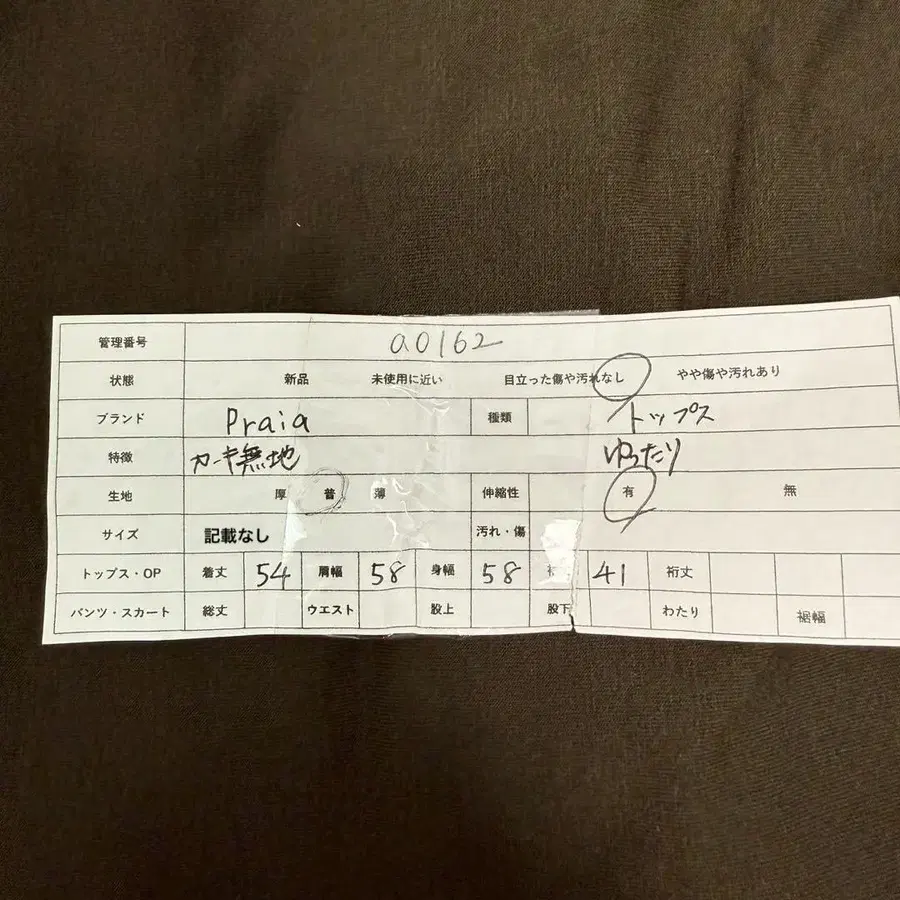 管理番号 a0162
状態 新品 未使用に近い 目立った傷や汚れなし やや傷や汚れあり
ブランド Praia 種類 トップス
特徴 カーキ無地 ゆったり
生地 厚 普 薄 伸縮性 有 無
サイズ 記載なし 汚れ・傷
トップス・OP 着丈 54 肩幅 58 身幅 58 41 裄丈
パンツ・スカート 総丈 ウエスト 股上 股下 わたり 裾幅